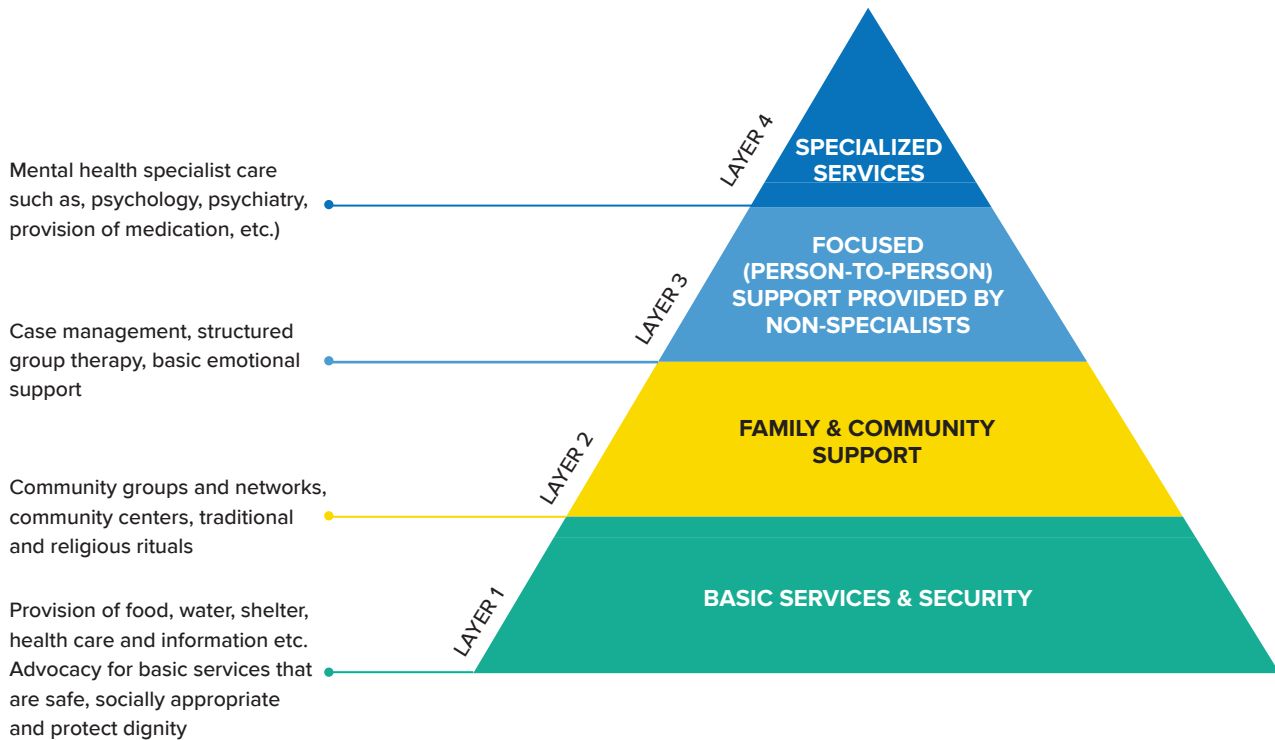 LAYER 4
SPECIALIZED
SERVICES
Mental health specialist care
such as, psychology, psychiatry,
provision of medication, etc.)
LAYER 3
FOCUSED
(PERSON-TO-PERSON)
SUPPORT PROVIDED BY
NON-SPECIALISTS
Case management, structured
group therapy, basic emotional
support
LAYER 2
FAMILY & COMMUNITY
SUPPORT
Community groups and networks,
community centers, traditional
and religious rituals
LAYER 1
BASIC SERVICES & SECURITY
Provision of food, water, shelter,
health care and information etc.
Advocacy for basic services that
are safe, socially appropriate
and protect dignity